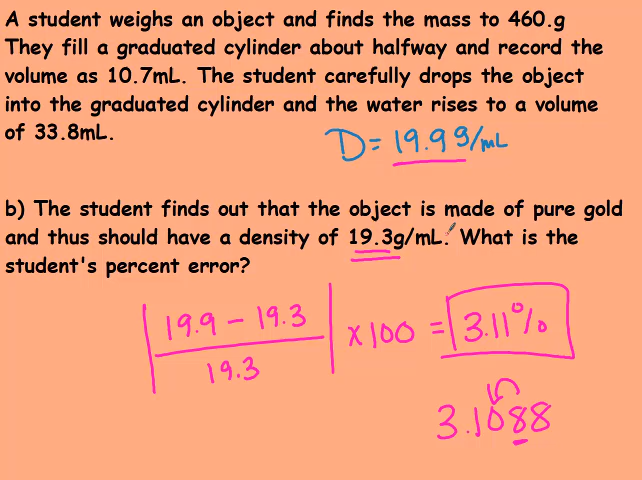 A student weighs an object and finds the mass to 460.g
They fill a graduated cylinder about halfway and record the
volume as 10.7mL. The student carefully drops the object
into the graduated cylinder and the water rises to a volume
of 33.8mL.
D = 19.9 g/mL
b) The student finds out that the object is made of pure gold
and thus should have a density of 19.3g/mL. What is the
student's percent error?
19.9 - 19.3
19.3
x 100 = 3.11%
3.1088